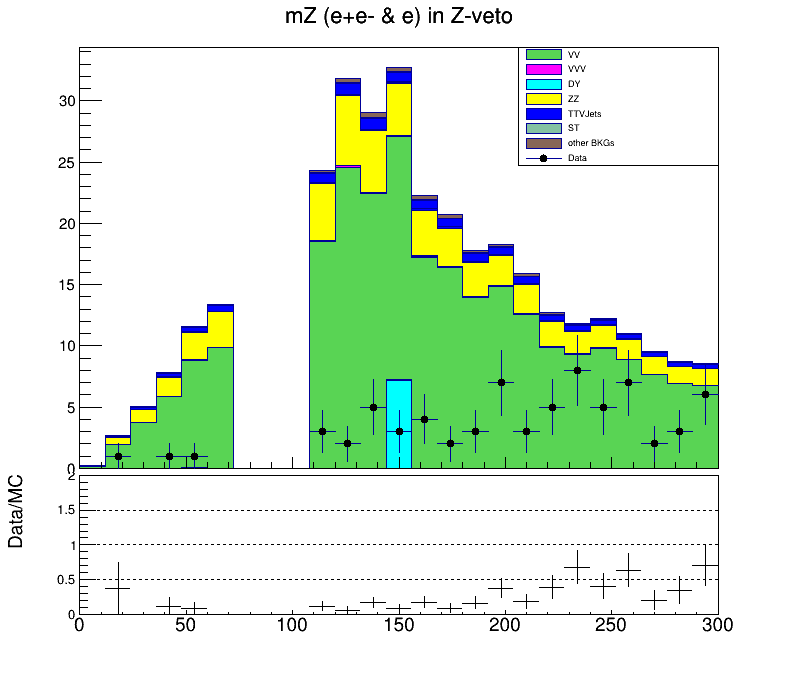 mZ (e+e- & e) in Z-veto
VV
VVV
DY
ZZ
TTVJets
ST
other BKGs
Data
30
25
20
15
10
5
0
Data/MC
2
1.5
1
0.5
0
0 50 100 150 200 250 300